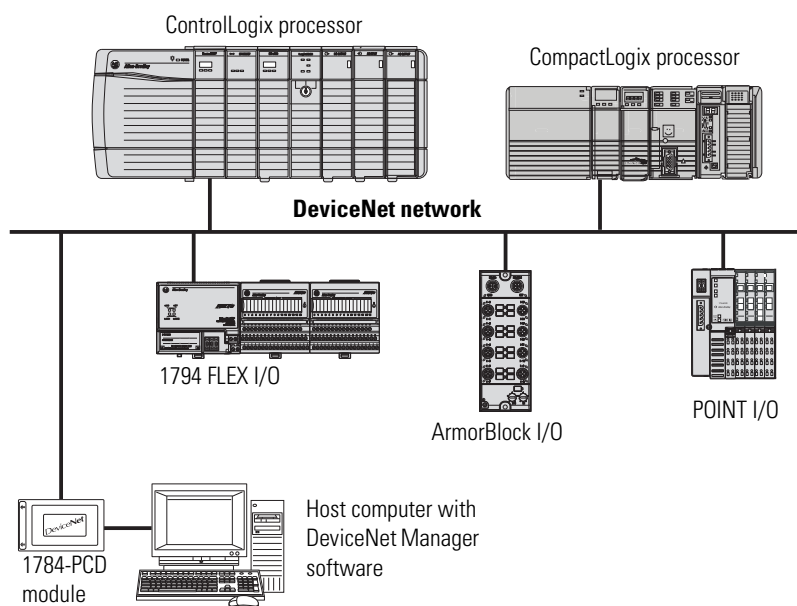 ControlLogix processor
CompactLogix processor
DeviceNet network
1794 FLEX I/O
ArmorBlock I/O
POINT I/O
DeviceNet
1784-PCD
module
Host computer with
DeviceNet Manager
software